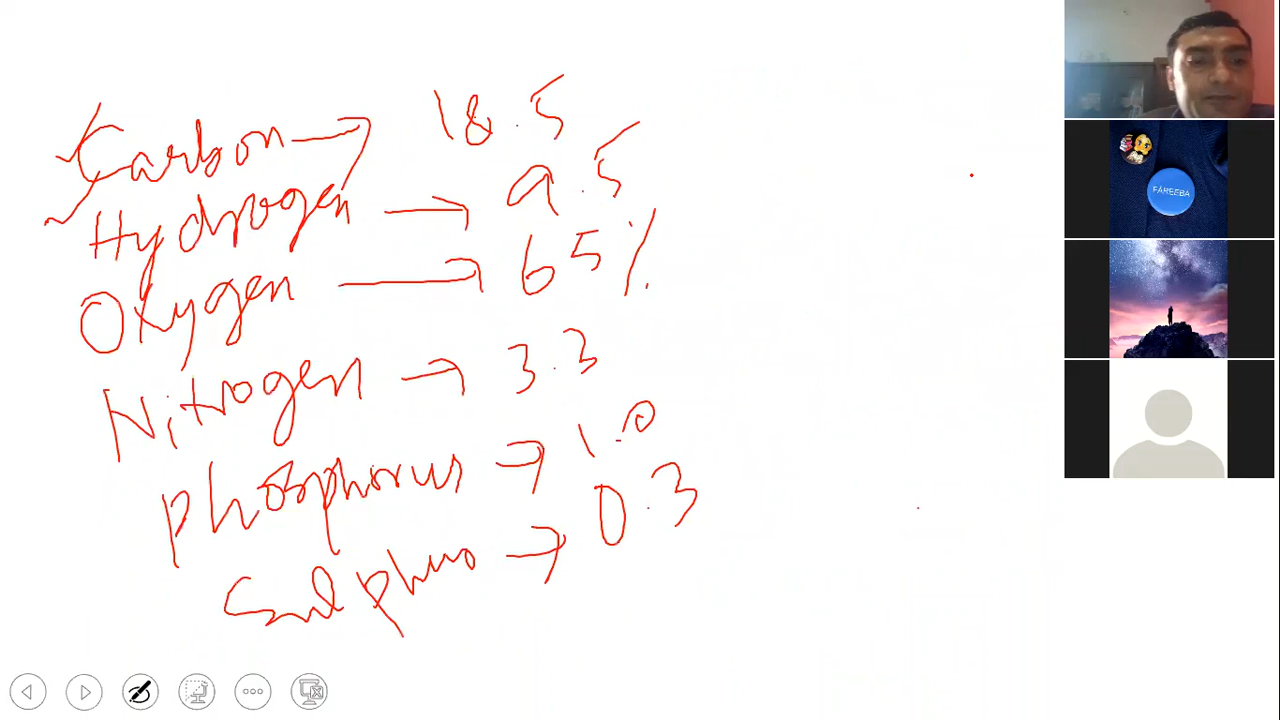 Carbon → 18.5
Hydrogen → 9.5
Oxygen → 65%
Nitrogen → 3.3
Phosphorus → 1.0
Sulphur → 0.3
FAREEBA